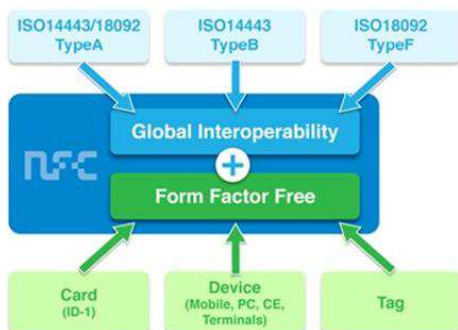 ISO14443/18092
TypeA
ISO14443
TypeB
ISO18092
TypeF
Global Interoperability
NFC
+
Form Factor Free
Card
(ID-1)
Device
(Mobile, PC, CE,
Terminals)
Tag